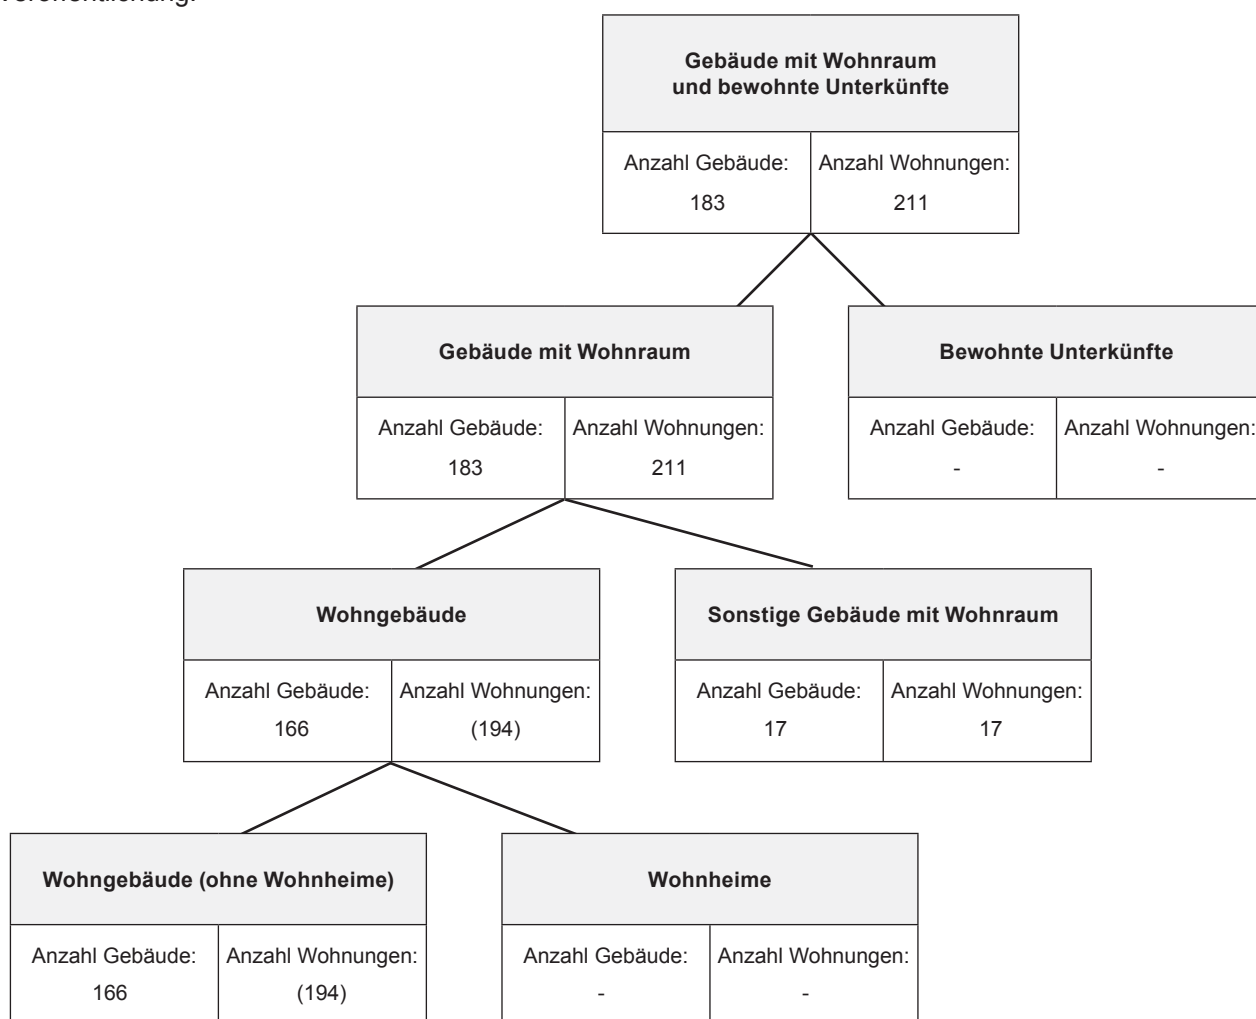 Veröffentlichung.
Gebäude mit Wohnraum
und bewohnte Unterkünfte
Anzahl Gebäude: Anzahl Wohnungen:
183 211
Gebäude mit Wohnraum Bewohnte Unterkünfte
Anzahl Gebäude: Anzahl Wohnungen: Anzahl Gebäude: Anzahl Wohnungen:
183 211 - -
Wohngebäude Sonstige Gebäude mit Wohnraum
Anzahl Gebäude: Anzahl Wohnungen: Anzahl Gebäude: Anzahl Wohnungen:
166 (194) 17 17
Wohngebäude (ohne Wohnheime) Wohnheime
Anzahl Gebäude: Anzahl Wohnungen: Anzahl Gebäude: Anzahl Wohnungen:
166 (194) - -